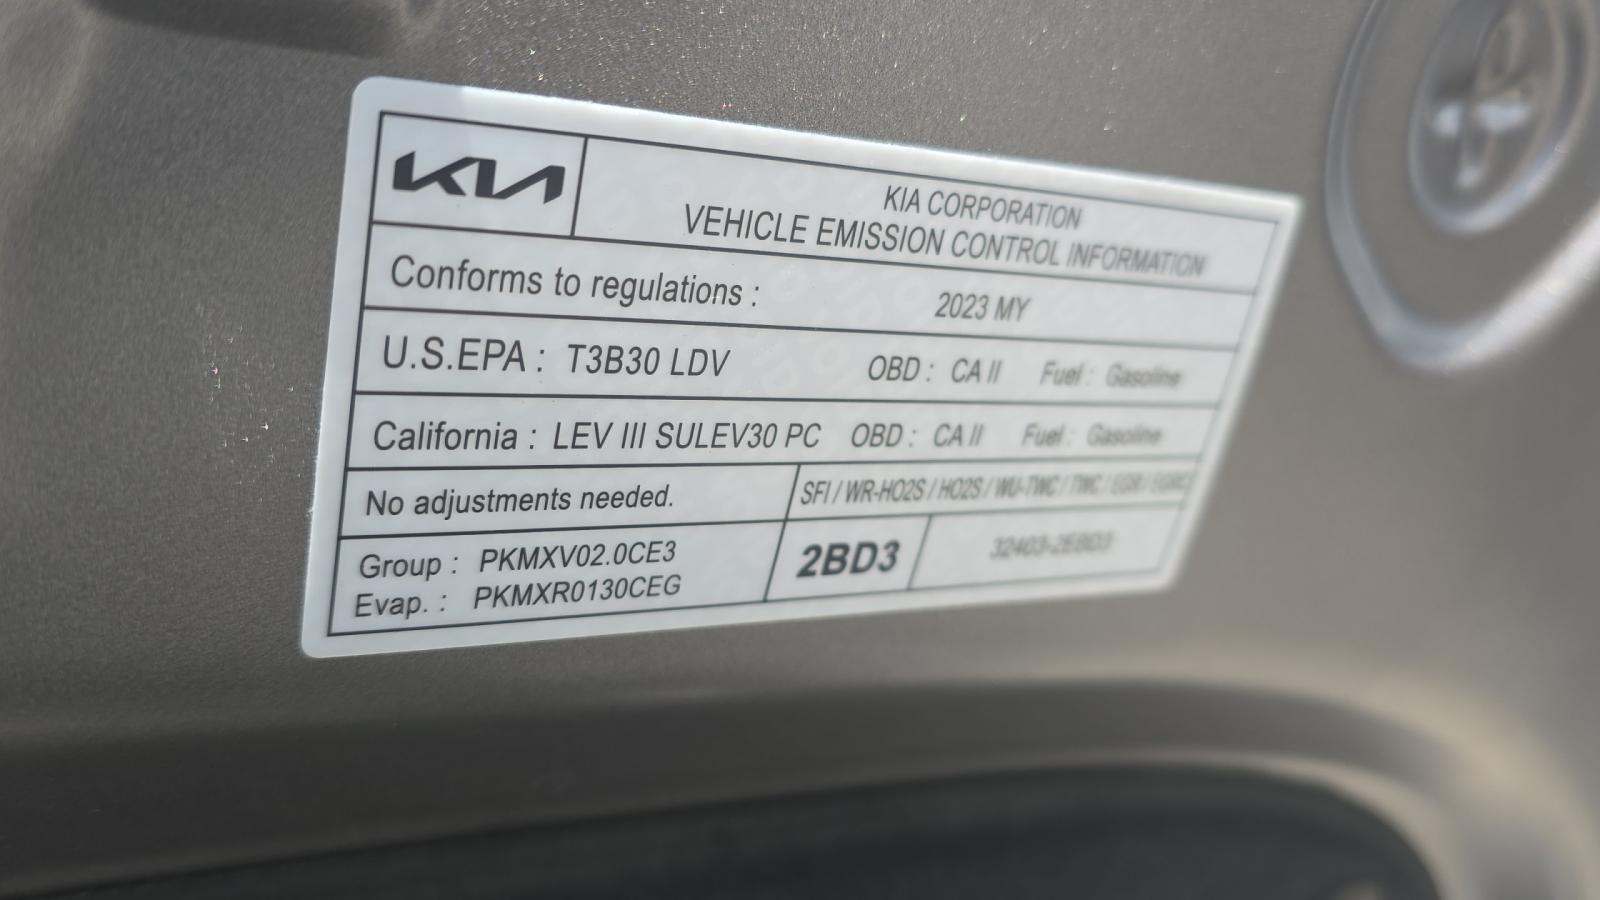 KIA
KIA CORPORATION
VEHICLE EMISSION CONTROL INFORMATION
Conforms to regulations : 2023 MY
U.S.EPA : T3B30 LDV OBD : CA II Fuel : Gasoline
California : LEV III SULEV30 PC OBD : CA II Fuel : Gasoline
No adjustments needed. SFI / WR-HO2S / HO2S / WU-TWC / TWC / EGR / EGRC
Group : PKMXV02.0CE3
Evap. : PKMXR0130CEG
2BD3